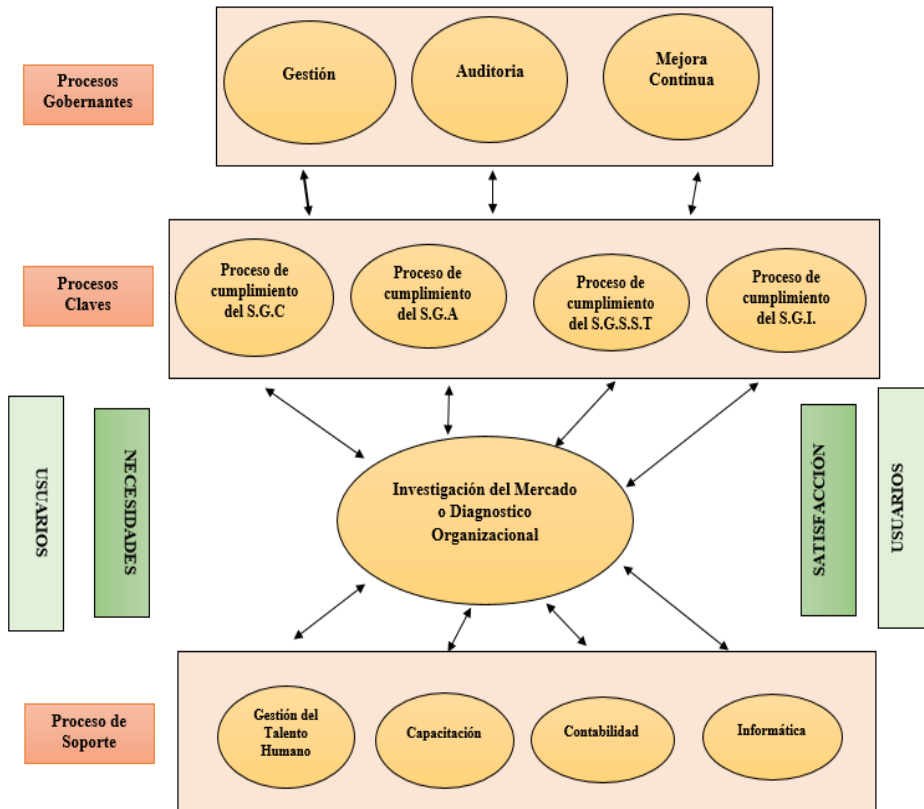 Procesos
Gobernantes
Gestión
Auditoria
Mejora
Continua
Procesos
Claves
Proceso de
cumplimiento
del S.G.C
Proceso de
cumplimiento
del S.G.A
Proceso de
cumplimiento
del S.G.S.S.T
Proceso de
cumplimiento
del S.G.I.
USUARIOS
NECESIDADES
Investigación del Mercado
o Diagnostico
Organizacional
SATISFACCIÓN
USUARIOS
Proceso de
Soporte
Gestión del
Talento
Humano
Capacitación
Contabilidad
Informática